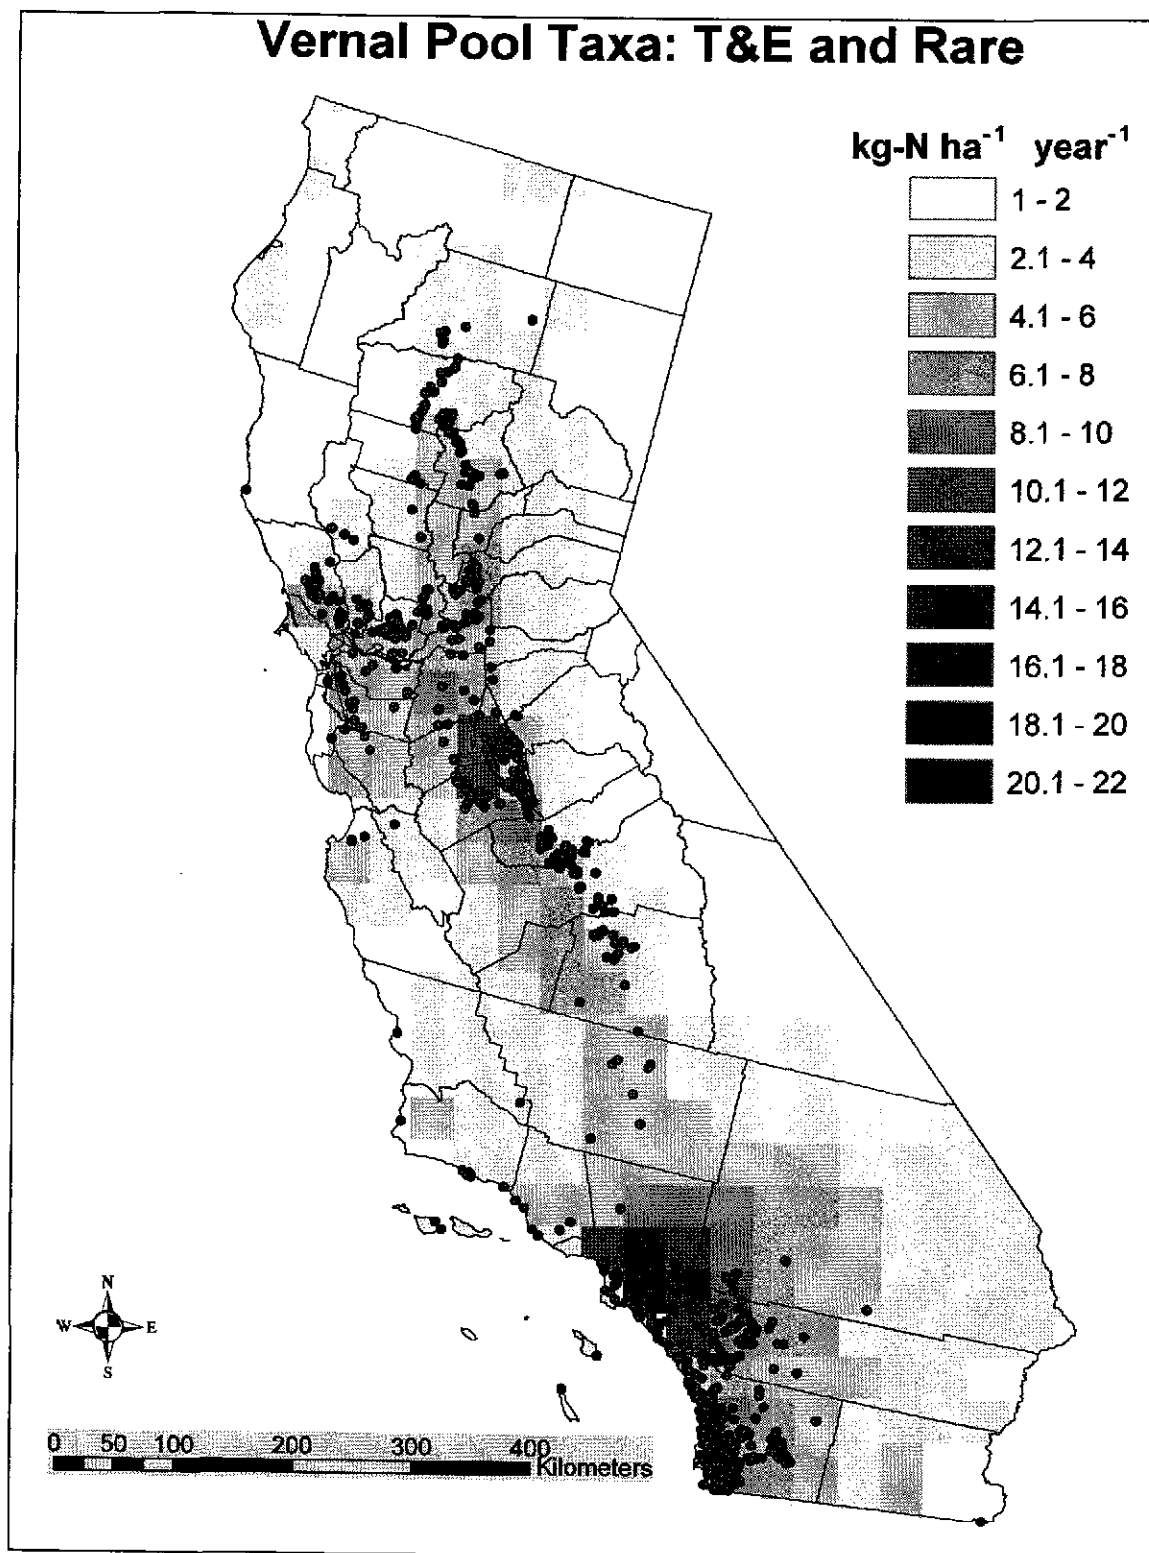 Vernal Pool Taxa: T&E and Rare
kg-N ha⁻¹ year⁻¹
1 - 2
2.1 - 4
4.1 - 6
6.1 - 8
8.1 - 10
10.1 - 12
12.1 - 14
14.1 - 16
16.1 - 18
18.1 - 20
20.1 - 22
N
W E
S
0 50 100 200 300 400
Kilometers